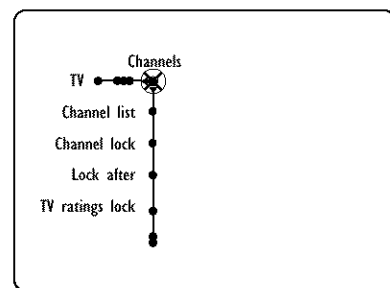 Channels
TV
Channel list
Channel lock
Lock after
TV ratings lock